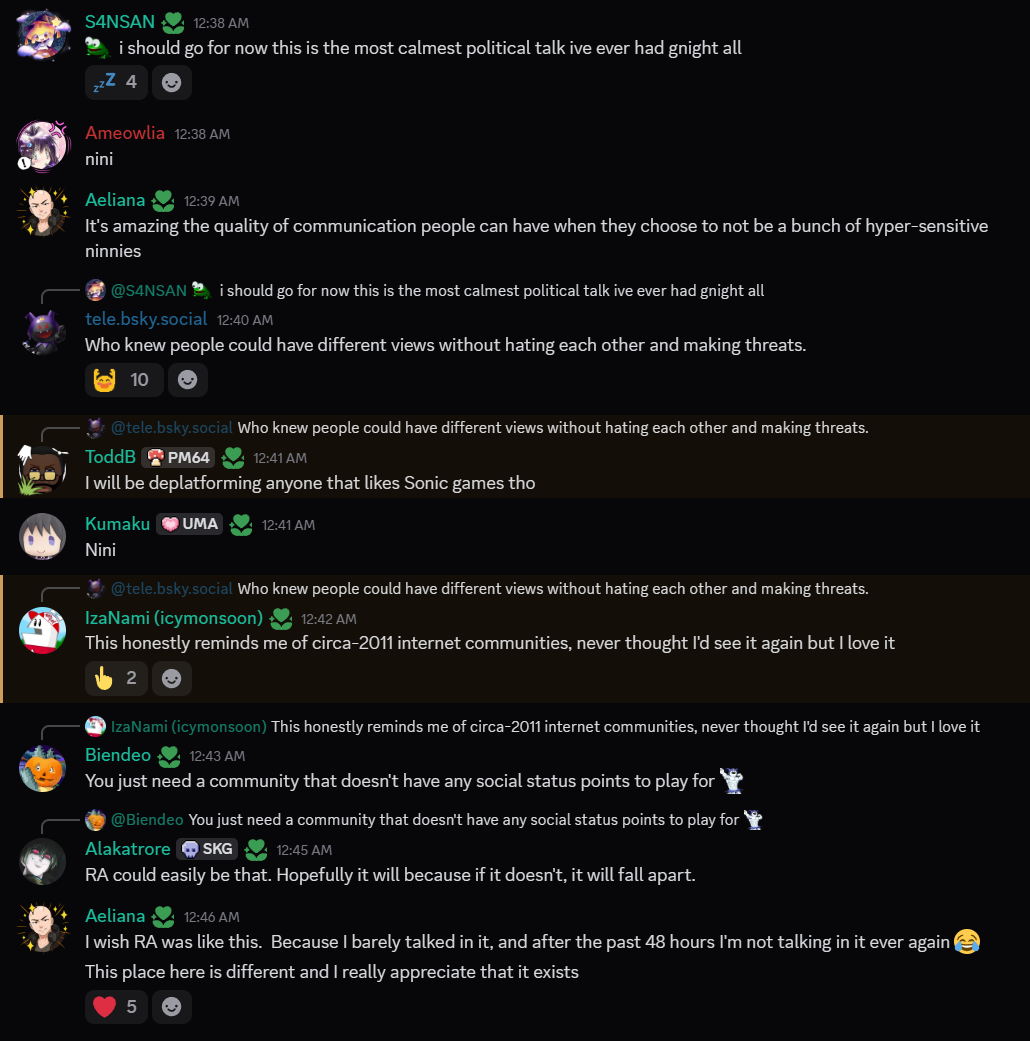 S4NSAN 12:38 AM
i should go for now this is the most calmest political talk ive ever had gnight all
zzZ 4
Ameowlia 12:38 AM
nini
Aeliana 12:39 AM
It's amazing the quality of communication people can have when they choose to not be a bunch of hyper-sensitive
ninnies
@S4NSAN i should go for now this is the most calmest political talk ive ever had gnight all
tele.bsky.social 12:40 AM
Who knew people could have different views without hating each other and making threats.
10
@tele.bsky.social Who knew people could have different views without hating each other and making threats.
ToddB PM64 12:41 AM
I will be deplatforming anyone that likes Sonic games tho
Kumaku UMA 12:41 AM
Nini
@tele.bsky.social Who knew people could have different views without hating each other and making threats.
IzaNami (icymonsoon) 12:42 AM
This honestly reminds me of circa-2011 internet communities, never thought I'd see it again but I love it
2
IzaNami (icymonsoon) This honestly reminds me of circa-2011 internet communities, never thought I'd see it again but I love it
Biendeo 12:43 AM
You just need a community that doesn't have any social status points to play for
@Biendeo You just need a community that doesn't have any social status points to play for
Alakatrore SKG 12:45 AM
RA could easily be that. Hopefully it will because if it doesn't, it will fall apart.
Aeliana 12:46 AM
I wish RA was like this.  Because I barely talked in it, and after the past 48 hours I'm not talking in it ever again
This place here is different and I really appreciate that it exists
5